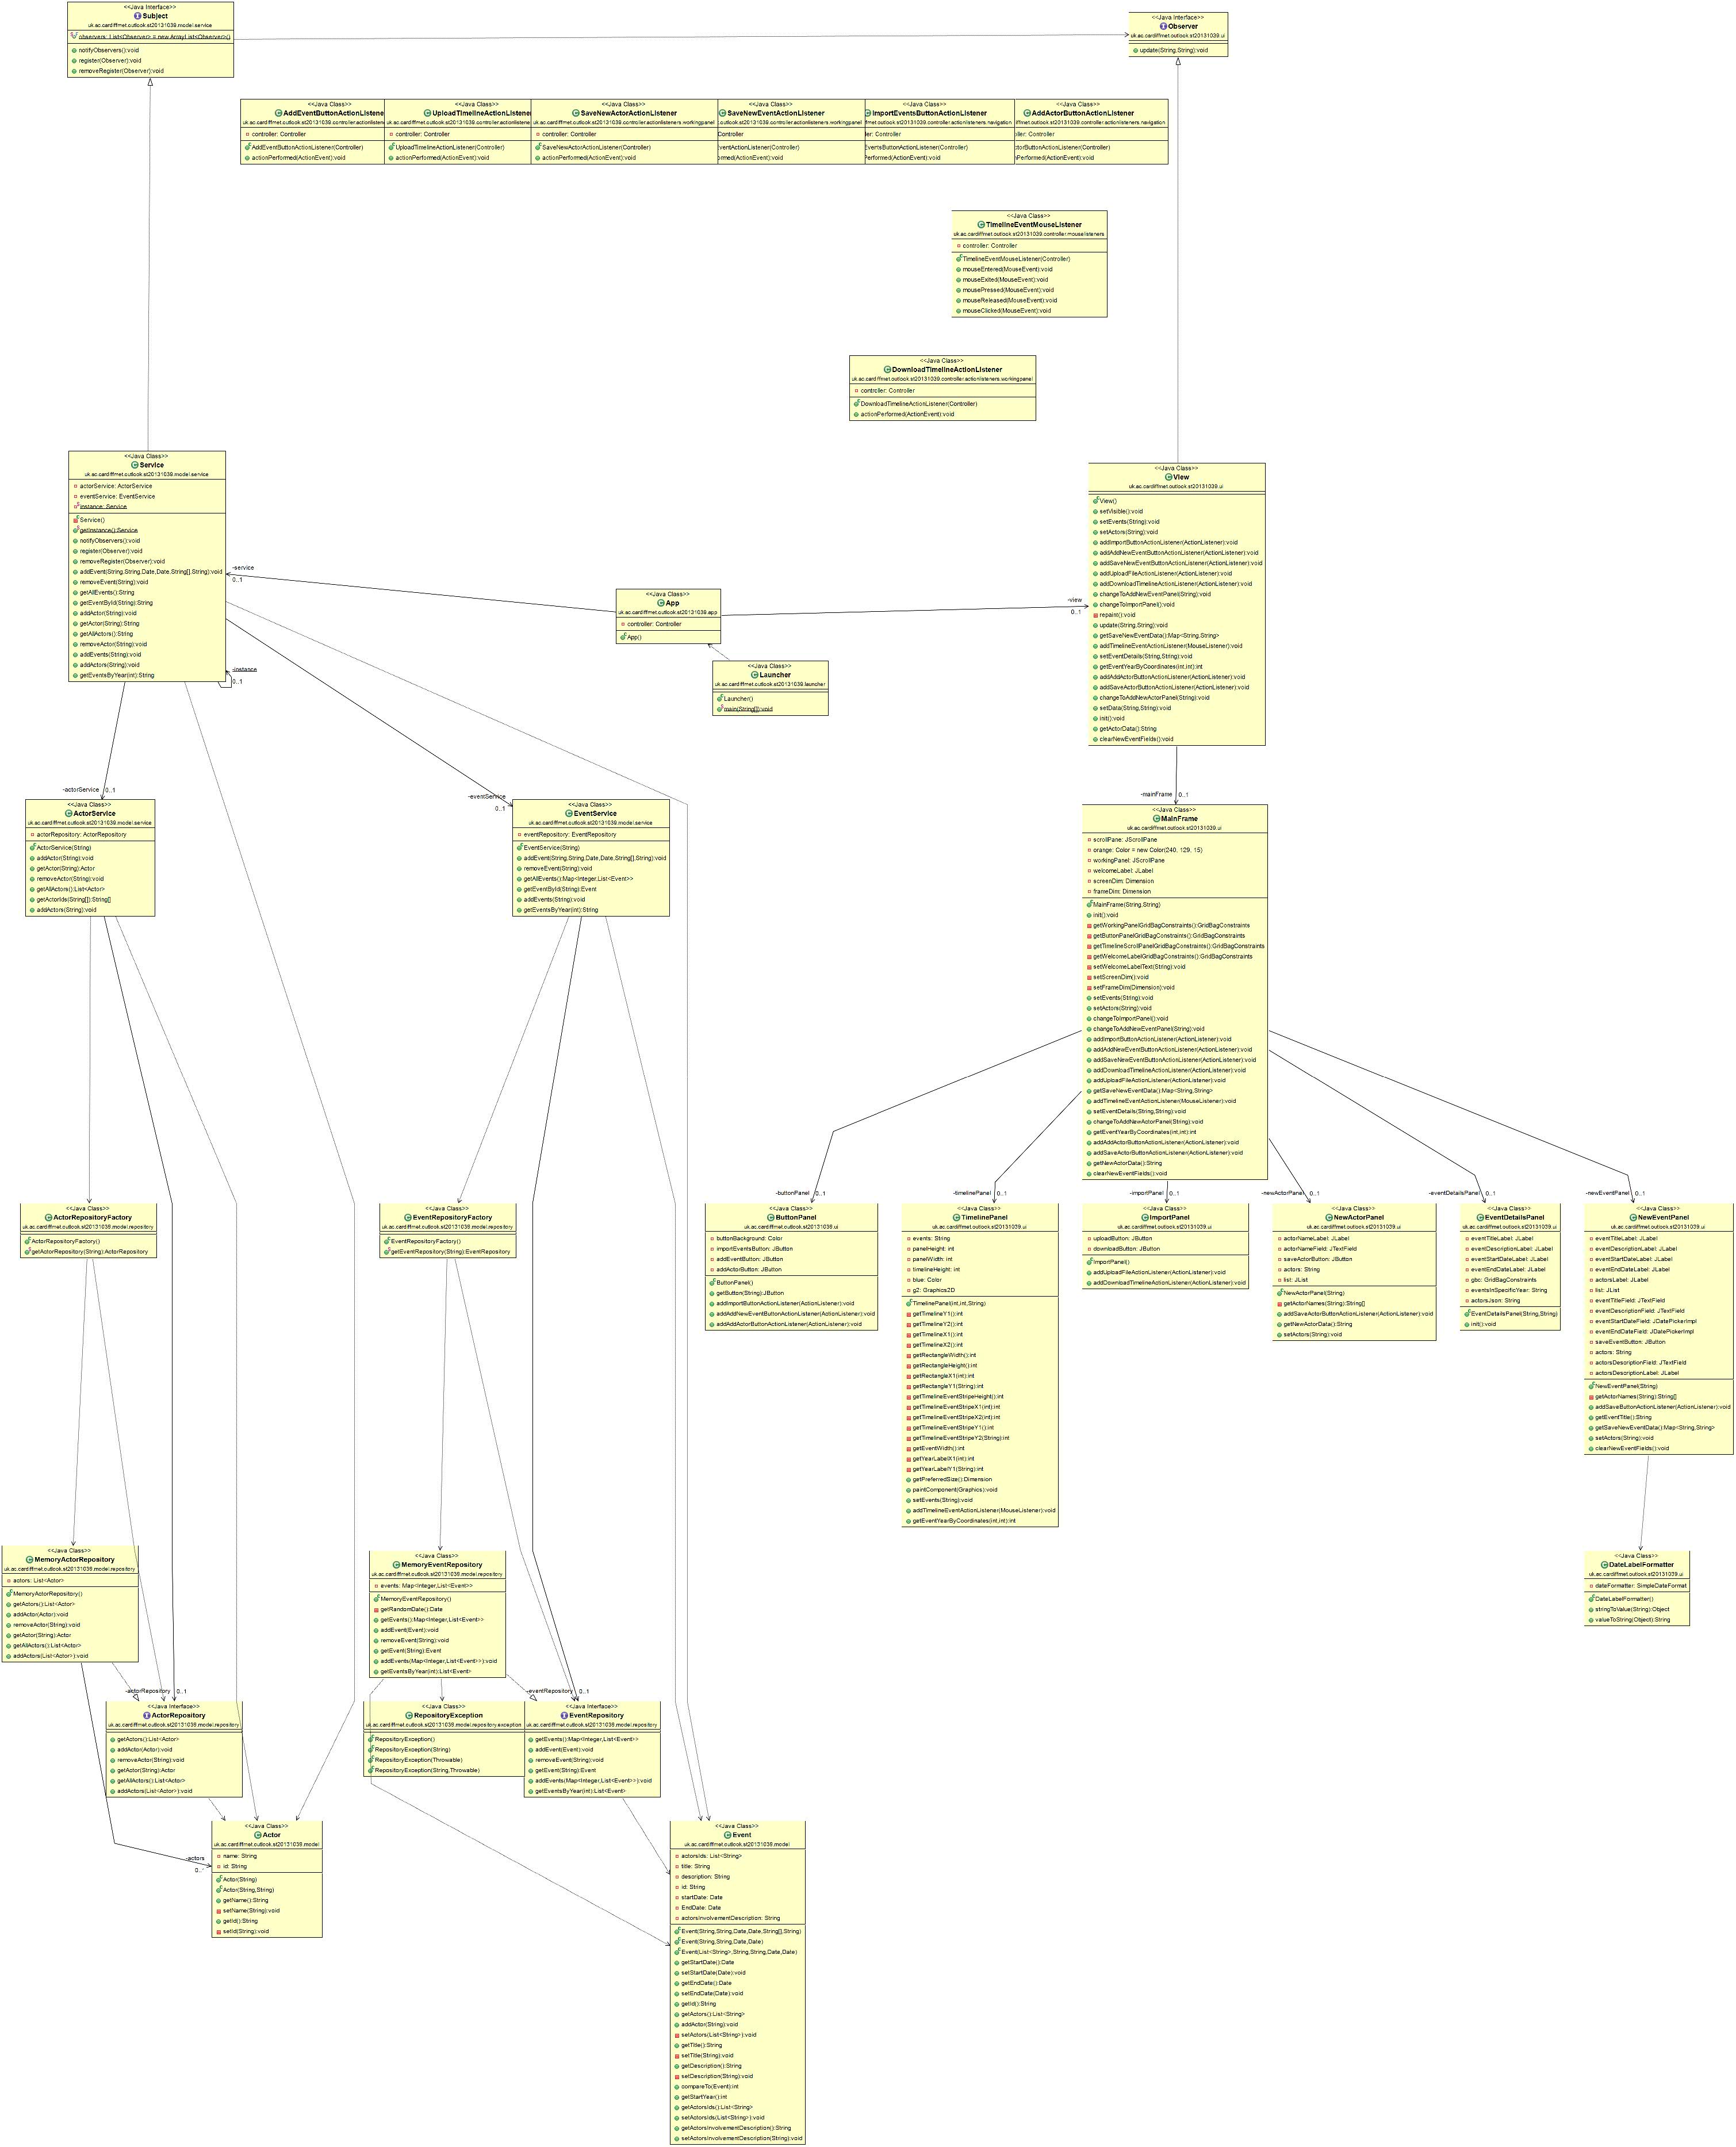 <<Java Interface>>
Subject
uk.ac.cardiffmet.outlook.st20131039.model.service
observers: List<Observer> = new ArrayList<Observer>()
notifyObservers():void
register(Observer):void
removeRegister(Observer):void
<<Java Interface>>
Observer
uk.ac.cardiffmet.outlook.st20131039.ui
update(String,String):void
<<Java Class>>
AddEventButtonActionListener
uk.ac.cardiffmet.outlook.st20131039.controller.actionlisteners
controller: Controller
AddEventButtonActionListener(Controller)
actionPerformed(ActionEvent):void
<<Java Class>>
UploadTimelineActionListener
uk.ac.cardiffmet.outlook.st20131039.controller.actionlisteners
controller: Controller
UploadTimelineActionListener(Controller)
actionPerformed(ActionEvent):void
<<Java Class>>
SaveNewActorActionListener
uk.ac.cardiffmet.outlook.st20131039.controller.actionlisteners.workingpanel
controller: Controller
SaveNewActorActionListener(Controller)
actionPerformed(ActionEvent):void
<<Java Class>>
SaveNewEventActionListener
outlook.st20131039.controller.actionlisteners.workingpanel
Controller
ventActionListener(Controller)
rmed(ActionEvent):void
<<Java Class>>
ImportEventsButtonActionListener
fmet.outlook.st20131039.controller.actionlisteners.navigation
ler: Controller
EventsButtonActionListener(Controller)
Performed(ActionEvent):void
<<Java Class>>
AddActorButtonActionListener
iffmet.outlook.st20131039.controller.actionlisteners.navigation
ller: Controller
ctorButtonActionListener(Controller)
nPerformed(ActionEvent):void
<<Java Class>>
TimelineEventMouseListener
uk.ac.cardiffmet.outlook.st20131039.controller.mouselisteners
controller: Controller
TimelineEventMouseListener(Controller)
mouseEntered(MouseEvent):void
mouseExited(MouseEvent):void
mousePressed(MouseEvent):void
mouseReleased(MouseEvent):void
mouseClicked(MouseEvent):void
<<Java Class>>
DownloadTimelineActionListener
uk.ac.cardiffmet.outlook.st20131039.controller.actionlisteners.workingpanel
controller: Controller
DownloadTimelineActionListener(Controller)
actionPerformed(ActionEvent):void
<<Java Class>>
Service
uk.ac.cardiffmet.outlook.st20131039.model.service
actorService: ActorService
eventService: EventService
instance: Service
Service()
getInstance():Service
notifyObservers():void
register(Observer):void
removeRegister(Observer):void
addEvent(String,String,Date,Date,String[],String):void
removeEvent(String):void
getAllEvents():String
getEventById(String):String
addActor(String):void
getActor(String):String
getAllActors():String
removeActor(String):void
addEvents(String):void
addActors(String):void
getEventsByYear(int):String
-service
0..1
-instance
0..1
<<Java Class>>
App
uk.ac.cardiffmet.outlook.st20131039.app
controller: Controller
App()
-view
0..1
<<Java Class>>
Launcher
uk.ac.cardiffmet.outlook.st20131039.launcher
Launcher()
main(String[]):void
<<Java Class>>
View
uk.ac.cardiffmet.outlook.st20131039.ui
View()
setVisible():void
setEvents(String):void
setActors(String):void
addImportButtonActionListener(ActionListener):void
addAddNewEventButtonActionListener(ActionListener):void
addSaveNewEventButtonActionListener(ActionListener):void
addUploadFileActionListener(ActionListener):void
addDownloadTimelineActionListener(ActionListener):void
changeToAddNewEventPanel(String):void
changeToImportPanel():void
repaint():void
update(String,String):void
getSaveNewEventData():Map<String,String>
addTimelineEventActionListener(MouseListener):void
setEventDetails(String,String):void
getEventYearByCoordinates(int,int):int
addAddActorButtonActionListener(ActionListener):void
addSaveActorButtonActionListener(ActionListener):void
changeToAddNewActorPanel(String):void
setData(String,String):void
init():void
getActorData():String
clearNewEventFields():void
-actorService
0..1
<<Java Class>>
ActorService
uk.ac.cardiffmet.outlook.st20131039.model.service
actorRepository: ActorRepository
ActorService(String)
addActor(String):void
getActor(String):Actor
removeActor(String):void
getAllActors():List<Actor>
getActorIds(String[]):String[]
addActors(String):void
-eventService
0..1
<<Java Class>>
EventService
uk.ac.cardiffmet.outlook.st20131039.model.service
eventRepository: EventRepository
EventService(String)
addEvent(String,String,Date,Date,String[],String):void
removeEvent(String):void
getAllEvents():Map<Integer,List<Event>>
getEventById(String):Event
addEvents(String):void
getEventsByYear(int):String
-mainFrame
0..1
<<Java Class>>
MainFrame
uk.ac.cardiffmet.outlook.st20131039.ui
scrollPane: JScrollPane
orange: Color = new Color(240, 129, 15)
workingPanel: JScrollPane
welcomeLabel: JLabel
screenDim: Dimension
frameDim: Dimension
MainFrame(String,String)
init():void
getWorkingPanelGridBagConstraints():GridBagConstraints
getButtonPanelGridBagConstraints():GridBagConstraints
getTimelineScrollPanelGridBagConstraints():GridBagConstraints
getWelcomeLabelGridBagConstraints():GridBagConstraints
setWelcomeLabelText(String):void
setScreenDim():void
setFrameDim(Dimension):void
setEvents(String):void
setActors(String):void
changeToImportPanel():void
changeToAddNewEventPanel(String):void
addImportButtonActionListener(ActionListener):void
addAddNewEventButtonActionListener(ActionListener):void
addSaveNewEventButtonActionListener(ActionListener):void
addDownloadTimelineActionListener(ActionListener):void
addUploadFileActionListener(ActionListener):void
getSaveNewEventData():Map<String,String>
addTimelineEventActionListener(MouseListener):void
setEventDetails(String,String):void
changeToAddNewActorPanel(String):void
getEventYearByCoordinates(int,int):int
addAddActorButtonActionListener(ActionListener):void
addSaveActorButtonActionListener(ActionListener):void
getNewActorData():String
clearNewEventFields():void
<<Java Class>>
ActorRepositoryFactory
uk.ac.cardiffmet.outlook.st20131039.model.repository
ActorRepositoryFactory()
getActorRepository(String):ActorRepository
<<Java Class>>
EventRepositoryFactory
uk.ac.cardiffmet.outlook.st20131039.model.repository
EventRepositoryFactory()
getEventRepository(String):EventRepository
-buttonPanel
0..1
<<Java Class>>
ButtonPanel
uk.ac.cardiffmet.outlook.st20131039.ui
buttonBackground: Color
importEventsButton: JButton
addEventButton: JButton
addActorButton: JButton
ButtonPanel()
getButton(String):JButton
addImportButtonActionListener(ActionListener):void
addAddNewEventButtonActionListener(ActionListener):void
addAddActorButtonActionListener(ActionListener):void
-timelinePanel
0..1
<<Java Class>>
TimelinePanel
uk.ac.cardiffmet.outlook.st20131039.ui
events: String
panelHeight: int
panelWidth: int
timelineHeight: int
blue: Color
g2: Graphics2D
TimelinePanel(int,int,String)
getTimelineY1():int
getTimelineY2():int
getTimelineX1():int
getTimelineX2():int
getRectangleWidth():int
getRectangleHeight():int
getRectangleX1(int):int
getRectangleY1(String):int
getTimelineEventStripeHeight():int
getTimelineEventStripeX1(int):int
getTimelineEventStripeX2(int):int
getTimelineEventStripeY1():int
getTimelineEventStripeY2(String):int
getEventWidth():int
getYearLabelX1(int):int
getYearLabelY1(String):int
getPreferredSize():Dimension
paintComponent(Graphics):void
setEvents(String):void
addTimelineEventActionListener(MouseListener):void
getEventYearByCoordinates(int,int):int
-importPanel
0..1
<<Java Class>>
ImportPanel
uk.ac.cardiffmet.outlook.st20131039.ui
uploadButton: JButton
downloadButton: JButton
ImportPanel()
addUploadFileActionListener(ActionListener):void
addDownloadTimelineActionListener(ActionListener):void
-newActorPanel
0..1
<<Java Class>>
NewActorPanel
uk.ac.cardiffmet.outlook.st20131039.ui
actorNameLabel: JLabel
actorNameField: JTextField
saveActorButton: JButton
actors: String
list: JList
NewActorPanel(String)
getActorNames(String):String[]
addSaveActorButtonActionListener(ActionListener):void
getNewActorData():String
setActors(String):void
-eventDetailsPanel
0..1
<<Java Class>>
EventDetailsPanel
uk.ac.cardiffmet.outlook.st20131039.ui
eventTitleLabel: JLabel
eventDescriptionLabel: JLabel
eventStartDateLabel: JLabel
eventEndDateLabel: JLabel
gbc: GridBagConstraints
eventsInSpecificYear: String
actorsJson: String
EventDetailsPanel(String,String)
init():void
-newEventPanel
0..1
<<Java Class>>
NewEventPanel
uk.ac.cardiffmet.outlook.st20131039.ui
eventTitleLabel: JLabel
eventDescriptionLabel: JLabel
eventStartDateLabel: JLabel
eventEndDateLabel: JLabel
actorsLabel: JLabel
list: JList
eventTitleField: JTextField
eventDescriptionField: JTextField
eventStartDateField: JDatePickerImpl
eventEndDateField: JDatePickerImpl
saveEventButton: JButton
actors: String
actorsDescriptionField: JTextField
actorsDescriptionLabel: JLabel
NewEventPanel(String)
getActorNames(String):String[]
addSaveButtonActionListener(ActionListener):void
getEventTitle():String
getSaveNewEventData():Map<String,String>
setActors(String):void
clearNewEventFields():void
<<Java Class>>
MemoryActorRepository
uk.ac.cardiffmet.outlook.st20131039.model.repository
actors: List<Actor>
MemoryActorRepository()
getActors():List<Actor>
addActor(Actor):void
removeActor(String):void
getActor(String):Actor
getAllActors():List<Actor>
addActors(List<Actor>):void
<<Java Class>>
MemoryEventRepository
uk.ac.cardiffmet.outlook.st20131039.model.repository
events: Map<Integer,List<Event>>
MemoryEventRepository()
getRandomDate():Date
getEvents():Map<Integer,List<Event>>
addEvent(Event):void
removeEvent(String):void
getEvent(String):Event
addEvents(Map<Integer,List<Event>>):void
getEventsByYear(int):List<Event>
<<Java Class>>
DateLabelFormatter
uk.ac.cardiffmet.outlook.st20131039.ui
dateFormatter: SimpleDateFormat
DateLabelFormatter()
stringToValue(String):Object
valueToString(Object):String
-actorRepository
0..1
<<Java Interface>>
ActorRepository
uk.ac.cardiffmet.outlook.st20131039.model.repository
getActors():List<Actor>
addActor(Actor):void
removeActor(String):void
getActor(String):Actor
getAllActors():List<Actor>
addActors(List<Actor>):void
<<Java Class>>
RepositoryException
uk.ac.cardiffmet.outlook.st20131039.model.repository.exception
RepositoryException()
RepositoryException(String)
RepositoryException(Throwable)
RepositoryException(String,Throwable)
-eventRepository
0..1
<<Java Interface>>
EventRepository
uk.ac.cardiffmet.outlook.st20131039.model.repository
getEvents():Map<Integer,List<Event>>
addEvent(Event):void
removeEvent(String):void
getEvent(String):Event
addEvents(Map<Integer,List<Event>>):void
getEventsByYear(int):List<Event>
-actors
0..*
<<Java Class>>
Actor
uk.ac.cardiffmet.outlook.st20131039.model
name: String
id: String
Actor(String)
Actor(String,String)
getName():String
setName(String):void
getId():String
setId(String):void
<<Java Class>>
Event
uk.ac.cardiffmet.outlook.st20131039.model
actorsIds: List<String>
title: String
description: String
id: String
startDate: Date
EndDate: Date
actorsInvolvementDescription: String
Event(String,String,Date,Date,String[],String)
Event(String,String,Date,Date)
Event(List<String>,String,String,Date,Date)
getStartDate():Date
setStartDate(Date):void
getEndDate():Date
setEndDate(Date):void
getId():String
getActors():List<String>
addActor(String):void
setActors(List<String>):void
getTitle():String
setTitle(String):void
getDescription():String
setDescription(String):void
compareTo(Event):int
getStartYear():int
getActorsIds():List<String>
setActorsIds(List<String>):void
getActorsInvolvementDescription():String
setActorsInvolvementDescription(String):void